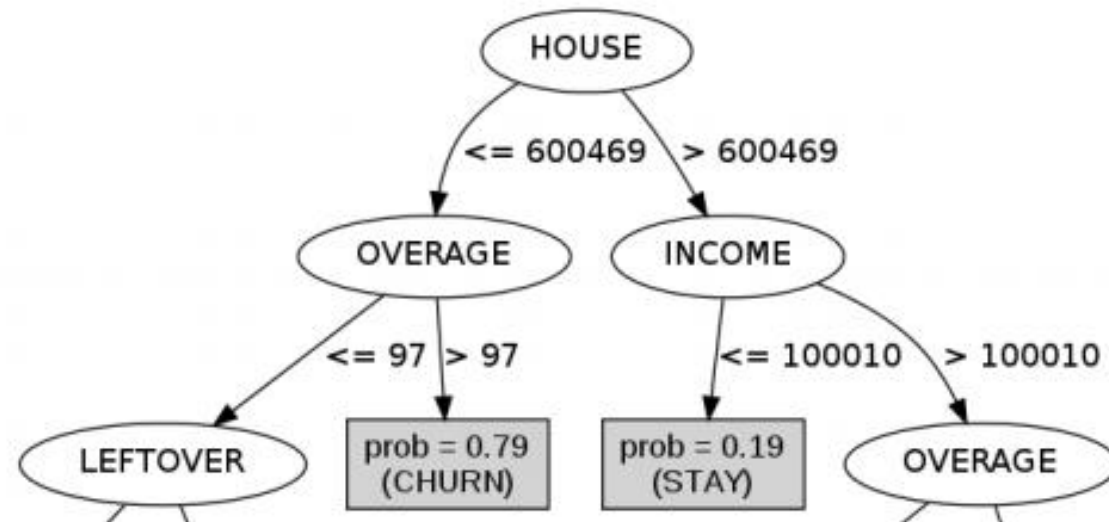 HOUSE
<= 600469
> 600469
OVERAGE
INCOME
<= 97
> 97
<= 100010
> 100010
LEFTOVER
prob = 0.79
(CHURN)
prob = 0.19
(STAY)
OVERAGE